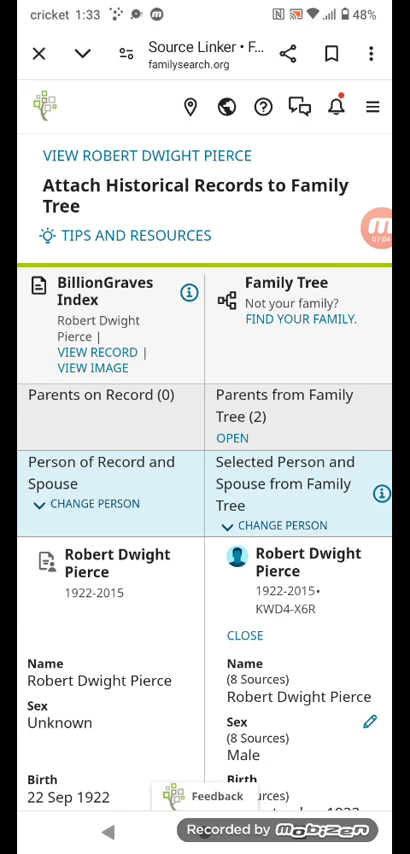 cricket 1:33 48%
Source Linker • F...
familysearch.org
VIEW ROBERT DWIGHT PIERCE
Attach Historical Records to Family
Tree
TIPS AND RESOURCES
07:04
BillionGraves
Index
Robert Dwight
Pierce |
VIEW RECORD |
VIEW IMAGE
Family Tree
Not your family?
FIND YOUR FAMILY.
Parents on Record (0)
Parents from Family
Tree (2)
OPEN
Person of Record and
Spouse
CHANGE PERSON
Selected Person and
Spouse from Family
Tree
CHANGE PERSON
Robert Dwight
Pierce
1922-2015
Robert Dwight
Pierce
1922-2015•
KWD4-X6R
CLOSE
Name
Robert Dwight Pierce
Sex
Unknown
Name
(8 Sources)
Robert Dwight Pierce
Sex
(8 Sources)
Male
Birth
22 Sep 1922
Birth
Feedback
Recorded by mobizen